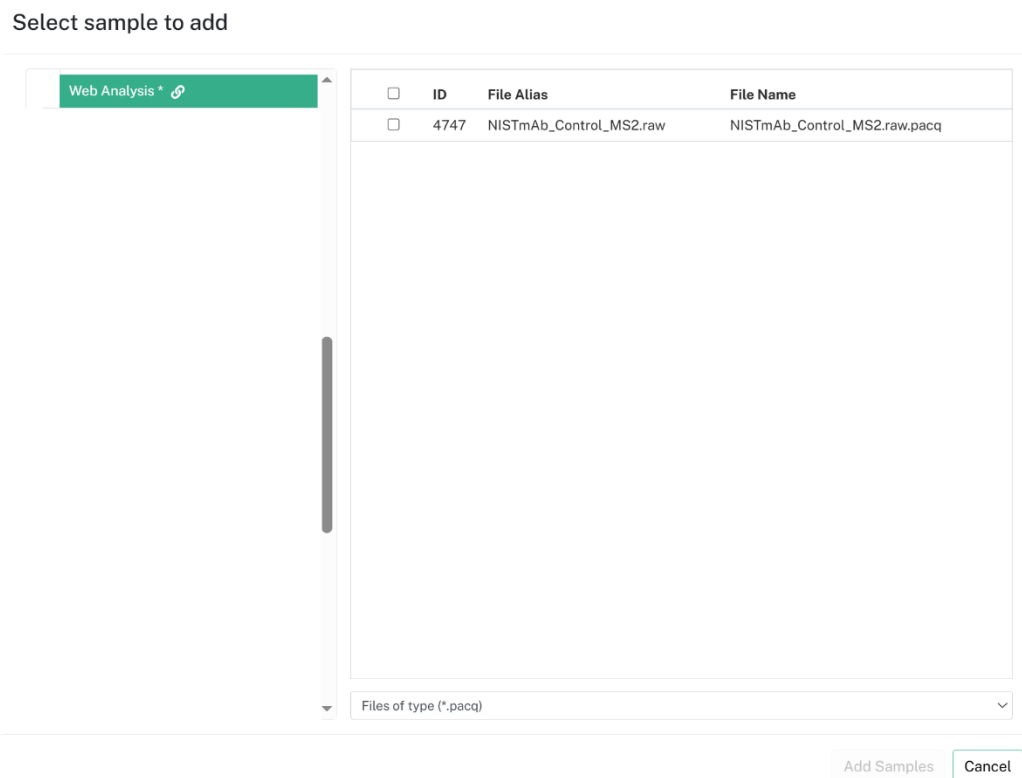 Select sample to add
Web Analysis *
ID File Alias File Name
4747 NISTmAb_Control_MS2.raw NISTmAb_Control_MS2.raw.pacq
Files of type (*.pacq)
Add Samples Cancel